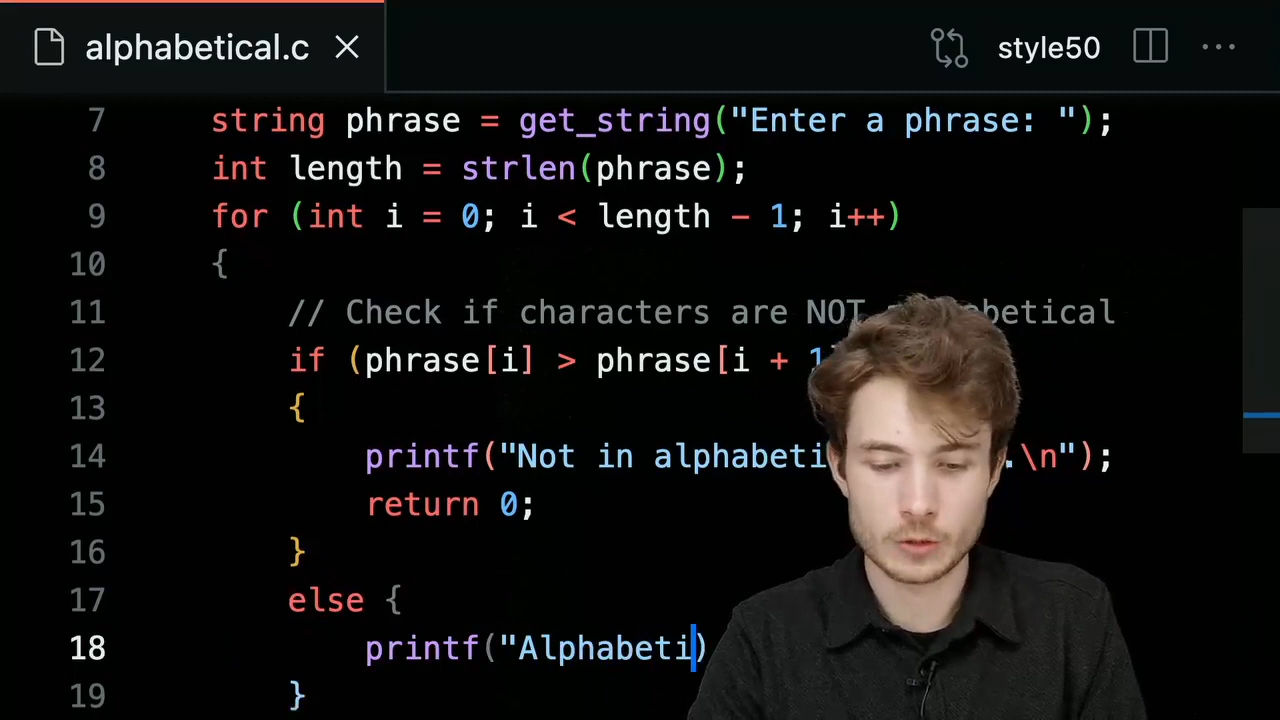 alphabetical.c
style50
7 string phrase = get_string("Enter a phrase: ");
8 int length = strlen(phrase);
9 for (int i = 0; i < length - 1; i++)
10 {
11 // Check if characters are NOT
12 if (phrase[i] > phrase[i + 1
13 {
14 printf("Not in alphabeti .\n");
15 return 0;
16 }
17 else {
18 printf("Alphabeti)
19 }